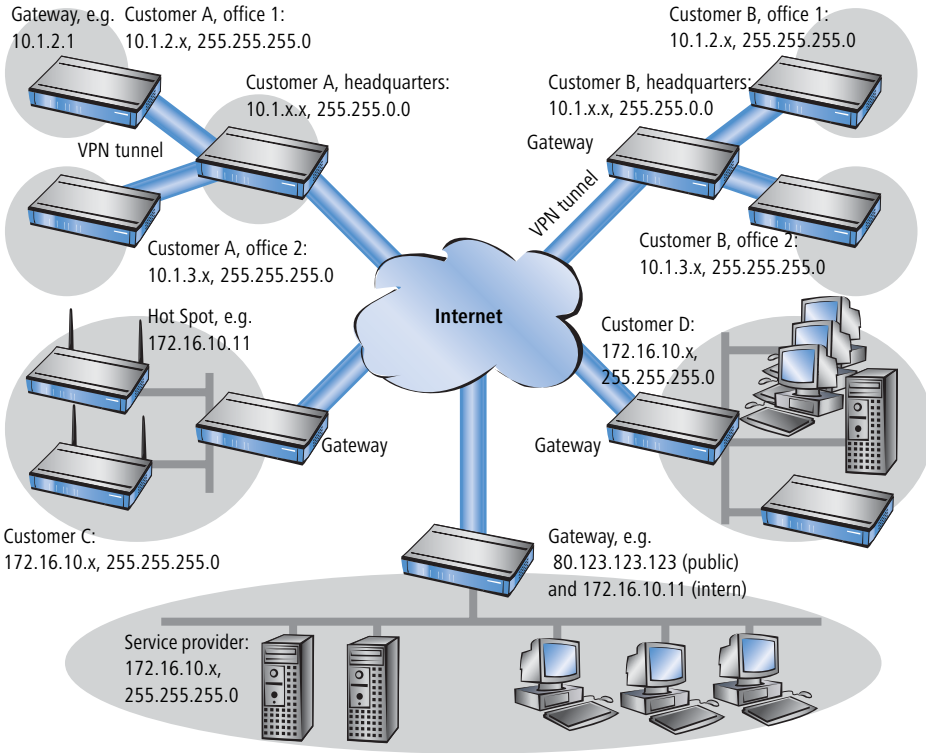 Gateway, e.g.
10.1.2.1
Customer A, office 1:
10.1.2.x, 255.255.255.0
Customer B, office 1:
10.1.2.x, 255.255.255.0
Customer A, headquarters:
10.1.x.x, 255.255.0.0
Customer B, headquarters:
10.1.x.x, 255.255.0.0
Gateway
VPN tunnel
VPN tunnel
Customer A, office 2:
10.1.3.x, 255.255.255.0
Customer B, office 2:
10.1.3.x, 255.255.255.0
Internet
Hot Spot, e.g.
172.16.10.11
Customer D:
172.16.10.x,
255.255.255.0
Gateway
Gateway
Customer C:
172.16.10.x, 255.255.255.0
Gateway, e.g.
80.123.123.123 (public)
and 172.16.10.11 (intern)
Service provider:
172.16.10.x,
255.255.255.0